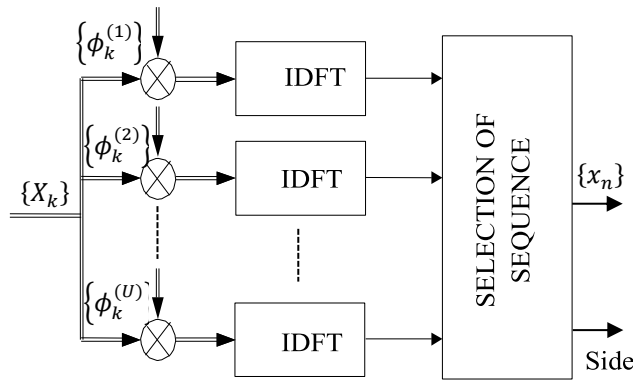 {ϕ_k^(1)}
IDFT
{ϕ_k^(2)}
IDFT
{X_k}
{ϕ_k^(U)}
IDFT
SELECTION OF
SEQUENCE
{x_n}
Side